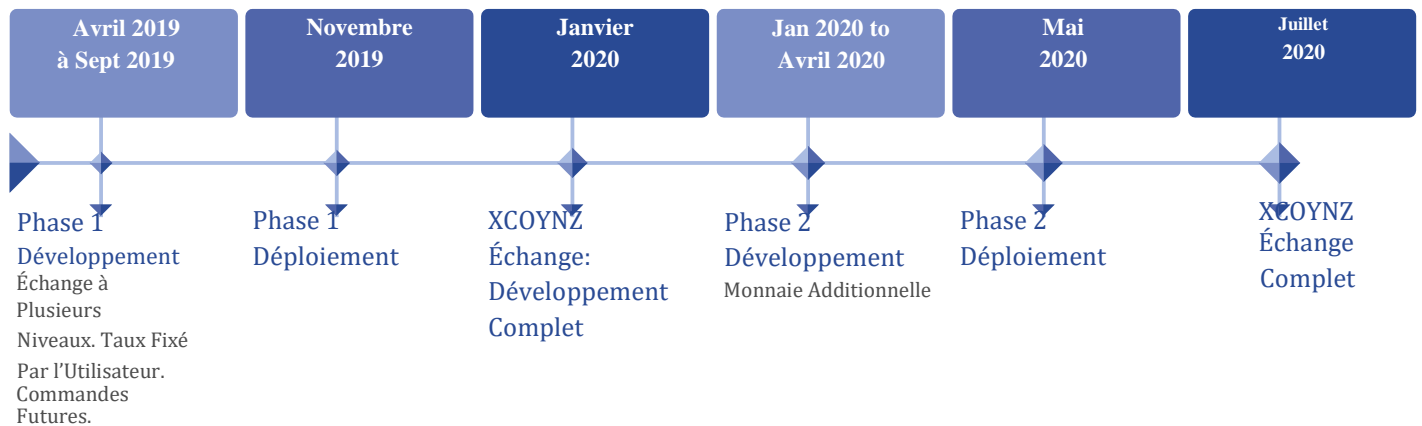 Avril 2019
à Sept 2019
Novembre
2019
Janvier
2020
Jan 2020 to
Avril 2020
Mai
2020
Juillet
2020
Phase 1
Développement
Échange à
Plusieurs
Niveaux. Taux Fixé
Par l’Utilisateur.
Commandes
Futures.
Phase 1
Déploiement
XCOYNZ
Échange:
Développement
Complet
Phase 2
Développement
Monnaie Additionnelle
Phase 2
Déploiement
XCOYNZ
Échange
Complet